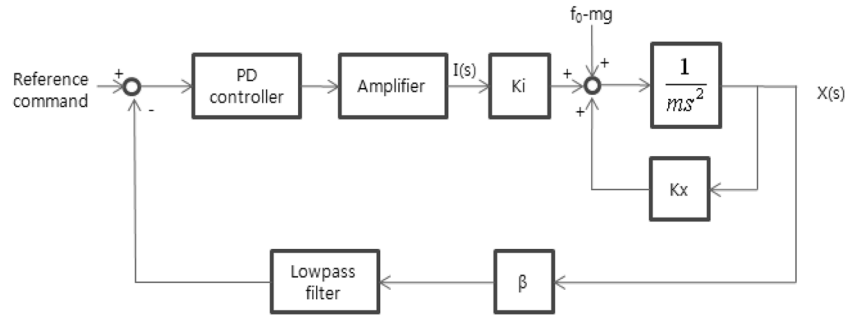 f₀-mg
Reference
command
+
-
PD
controller
Amplifier
I(s)
Ki
+
+
+
1
ms²
X(s)
Kx
Lowpass
filter
β